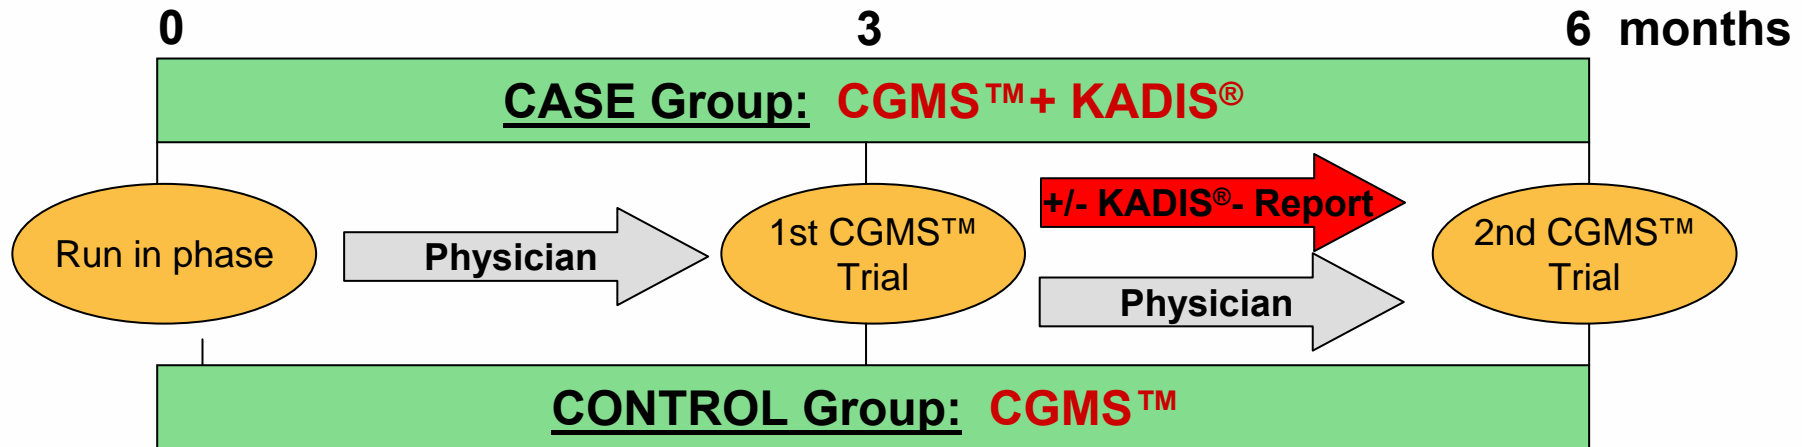 0 3 6 months
CASE Group: CGMS™+ KADIS®
Run in phase
Physician
1st CGMS™
Trial
+/- KADIS®- Report
Physician
2nd CGMS™
Trial
CONTROL Group: CGMS™